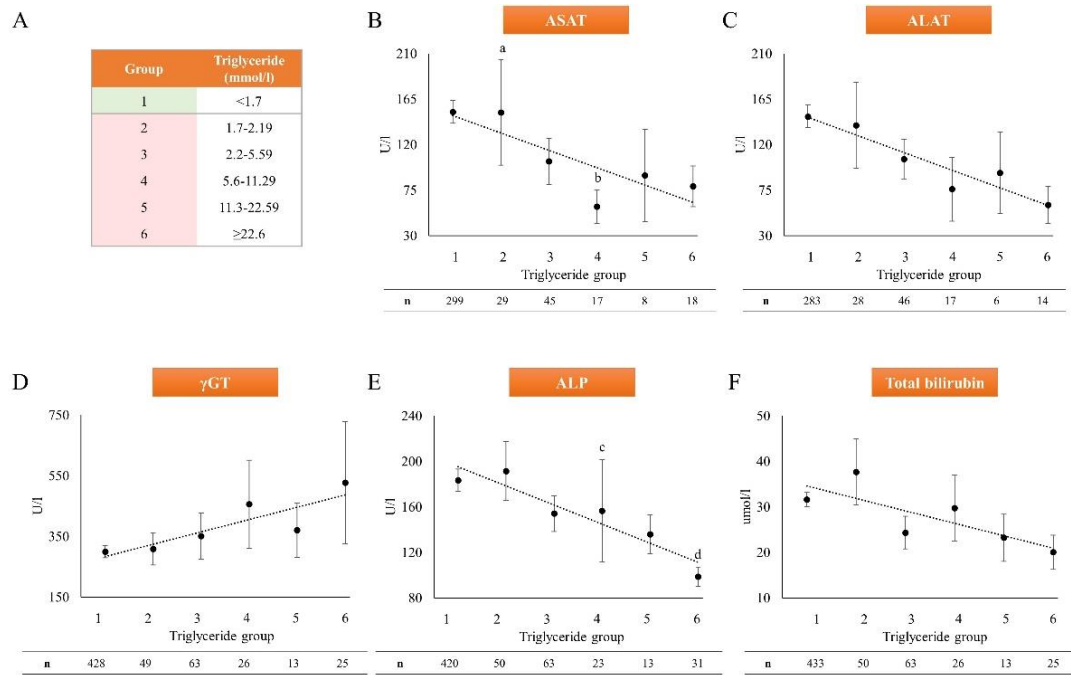 A
Group Triglyceride (mmol/l)
1 <1.7
2 1.7-2.19
3 2.2-5.59
4 5.6-11.29
5 11.3-22.59
6 ≥22.6
B
ASAT
210
165
120
75
30
U/l
a
b
1 2 3 4 5 6
Triglyceride group
n 299 29 45 17 8 18
C
ALAT
210
165
120
75
30
U/l
1 2 3 4 5 6
Triglyceride group
n 283 28 46 17 6 14
D
γGT
750
550
350
150
U/l
1 2 3 4 5 6
Triglyceride group
n 428 49 63 26 13 25
E
ALP
240
200
160
120
80
U/l
c
d
1 2 3 4 5 6
Triglyceride group
n 420 50 63 23 13 31
F
Total bilirubin
50
40
30
20
10
umol/l
1 2 3 4 5 6
Triglyceride group
n 433 50 63 26 13 25